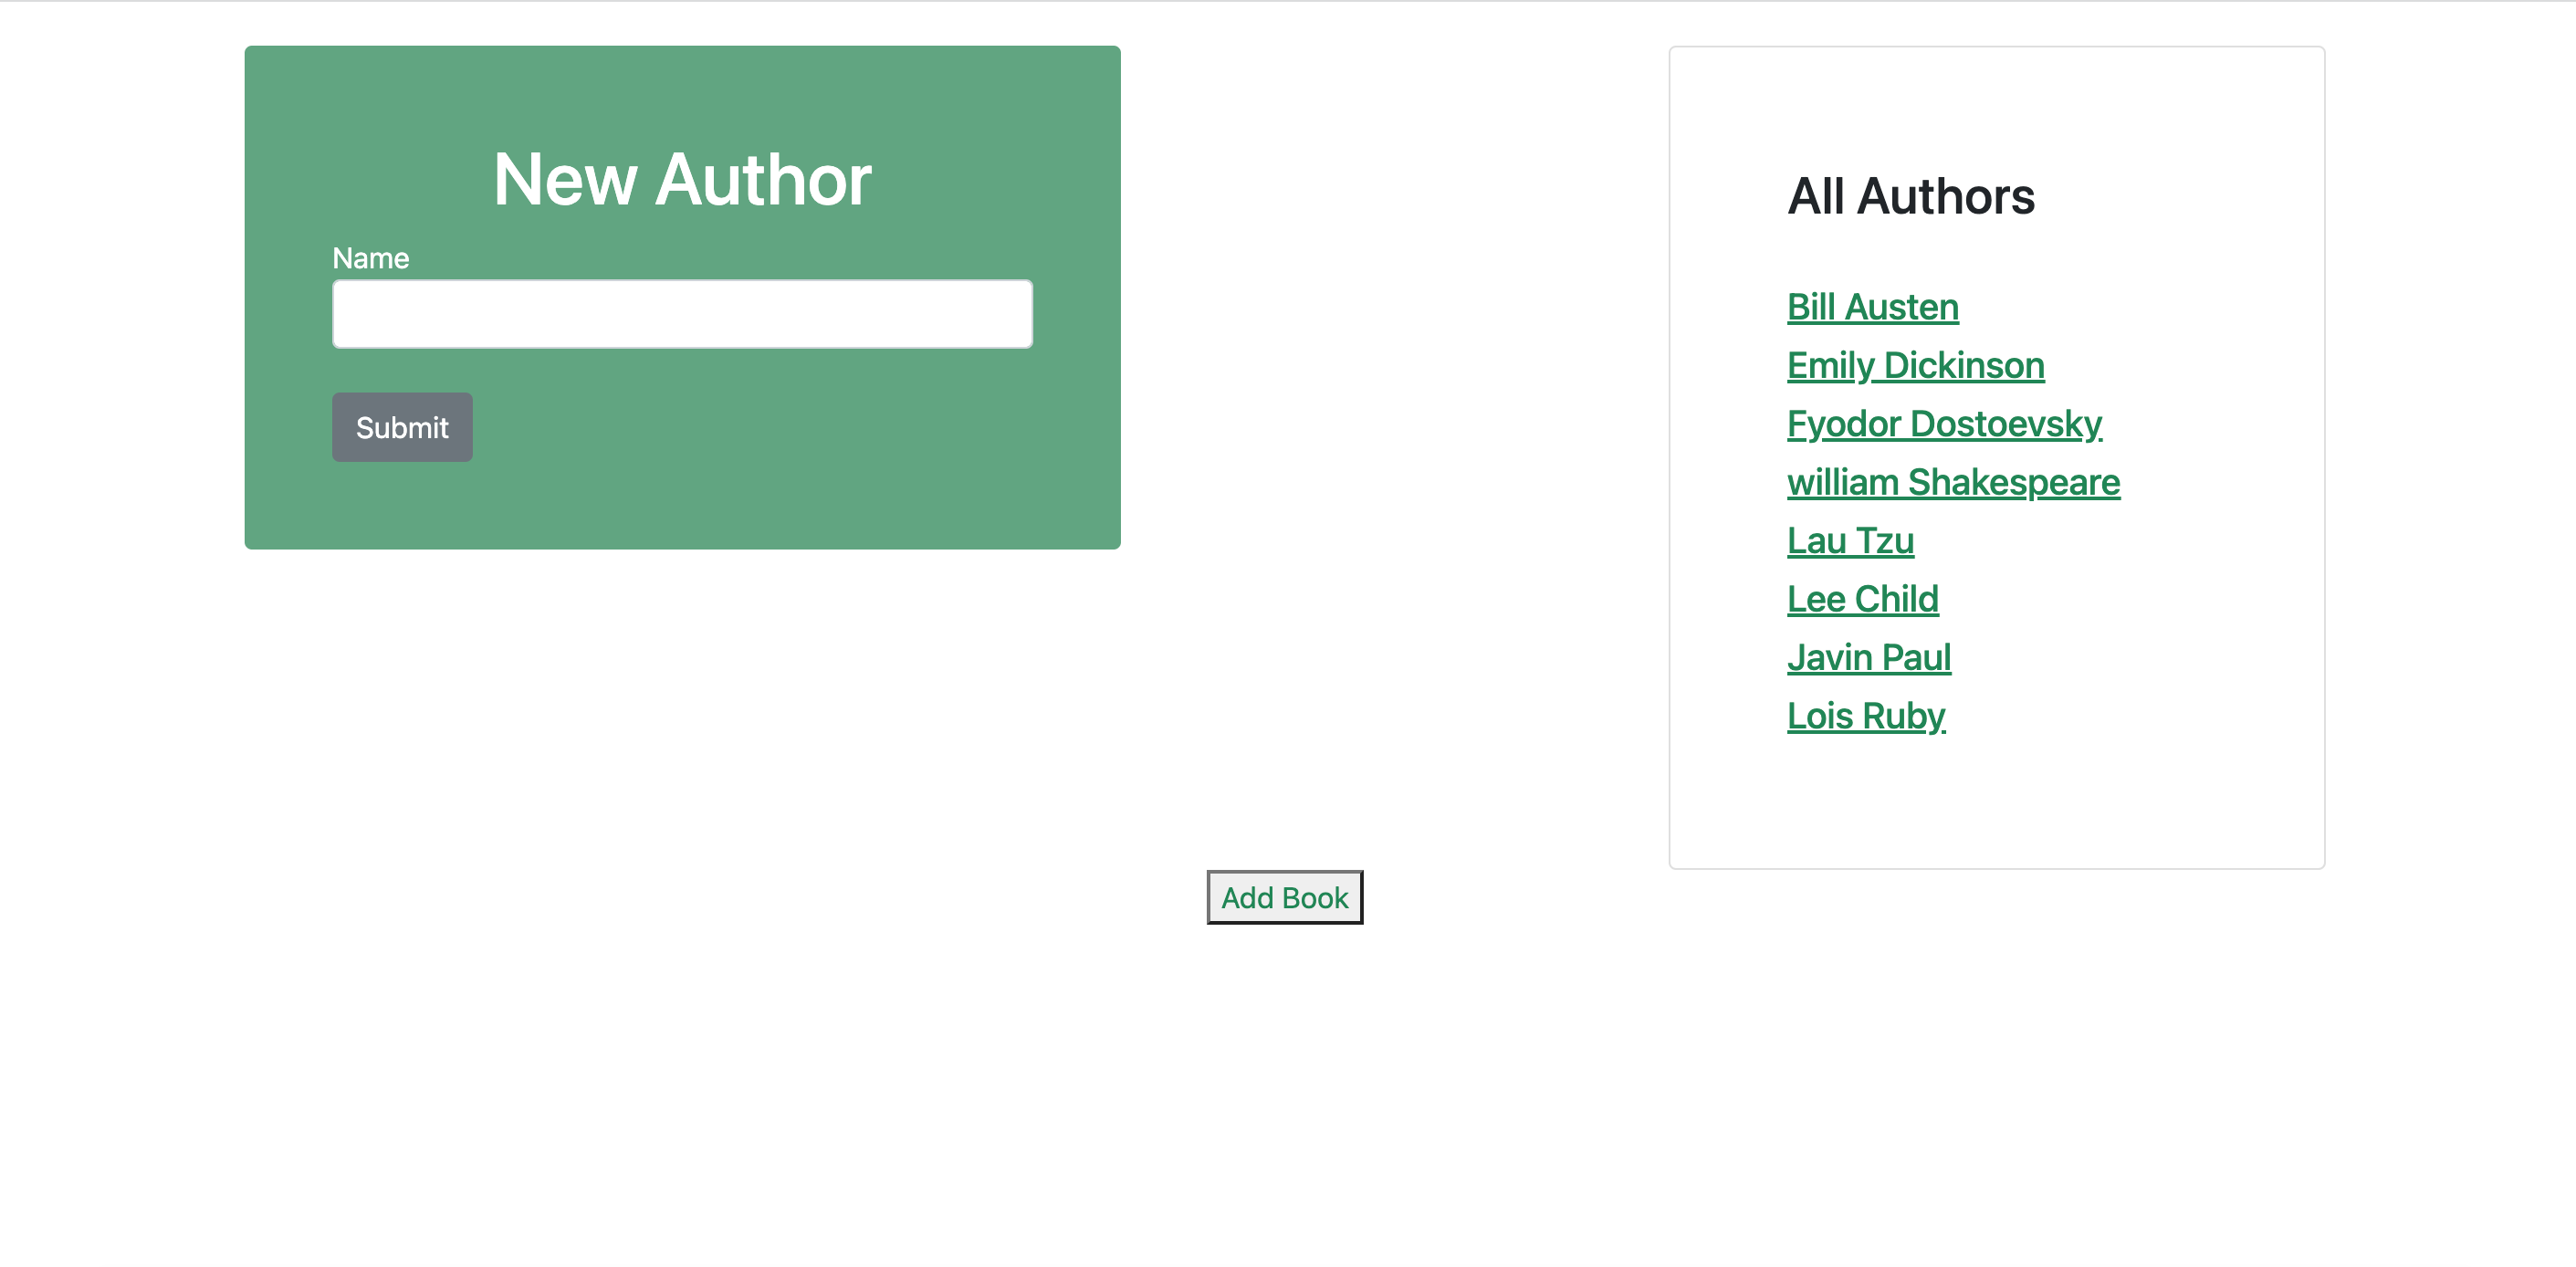 New Author
Name
Submit
All Authors
Bill Austen
Emily Dickinson
Fyodor Dostoevsky
william Shakespeare
Lau Tzu
Lee Child
Javin Paul
Lois Ruby
Add Book